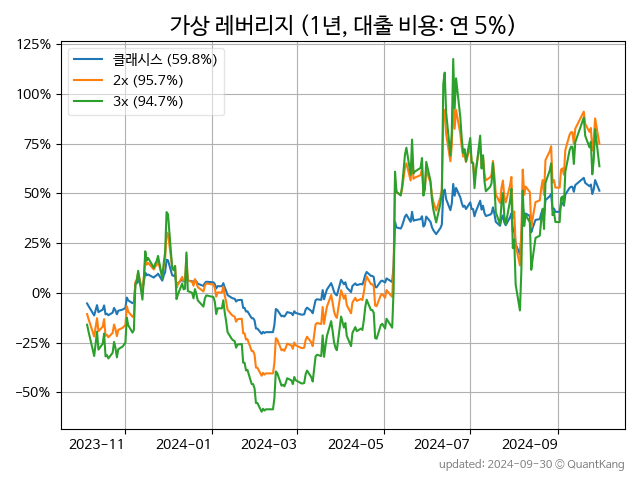 가상 레버리지 (1년, 대출 비용: 연 5%)
125%
100%
75%
50%
25%
0%
−25%
−50%
클래시스 (59.8%)
2x (95.7%)
3x (94.7%)
2023-11 2024-01 2024-03 2024-05 2024-07 2024-09
updated: 2024-09-30 © QuantKang